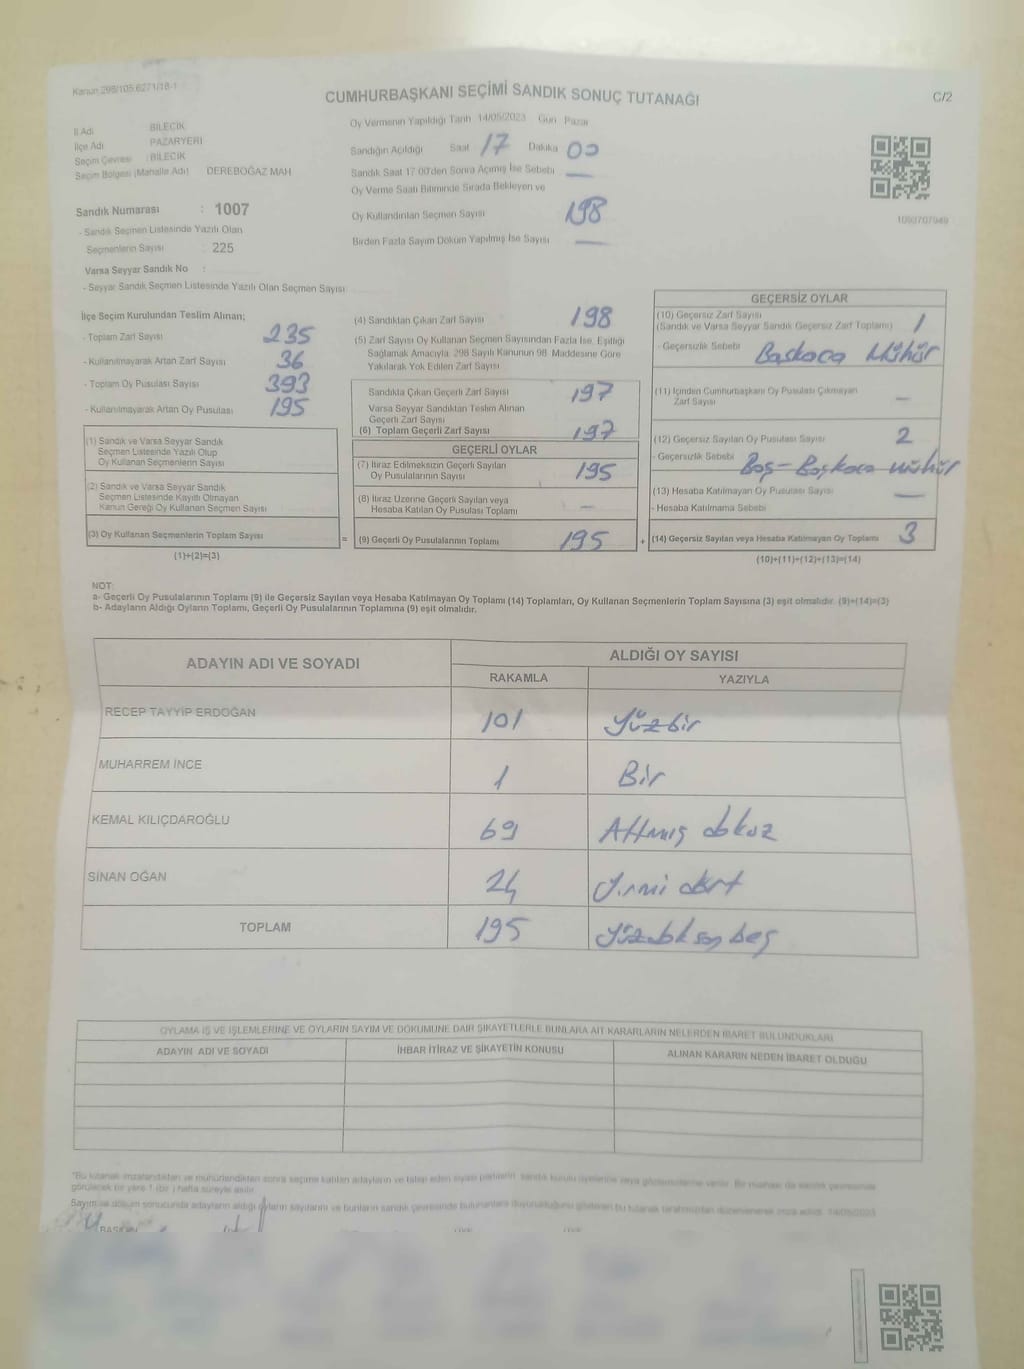 Kanun 298/105,6271/18-1
CUMHURBAŞKANI SEÇİMİ SANDIK SONUÇ TUTANAĞI
C/2
İl Adı BİLECİK
İlçe Adı PAZARYERİ
Seçim Çevresi : BİLECİK
Seçim Bölgesi (Mahalle Adı) DEREBOĞAZ MAH
Sandık Numarası : 1007
- Sandık Seçmen Listesinde Yazılı Olan
Seçmenlerin Sayısı : 225
Varsa Seyyar Sandık No :
- Seyyar Sandık Seçmen Listesinde Yazılı Olan Seçmen Sayısı
Oy Vermenin Yapıldığı Tarih 14/05/2023 Gün Pazar
Sandığın Açıldığı Saat 17 Dakika 00
Sandık Saat 17.00'den Sonra Açımış İse Sebebi —
Oy Verme Saati Bitiminde Sırada Bekleyen ve
Oy Kullandırılan Seçmen Sayısı 198
Birden Fazla Sayım Döküm Yapılmış İse Sayısı —
1099707949
İlçe Seçim Kurulundan Teslim Alınan;
- Toplam Zarf Sayısı 235
- Kullanılmayarak Artan Zarf Sayısı 36
- Toplam Oy Pusulası Sayısı 393
- Kullanılmayarak Artan Oy Pusulası 195
(1) Sandık ve Varsa Seyyar Sandık
Seçmen Listesinde Yazılı Olup
Oy Kullanan Seçmenlerin Sayısı
(2) Sandık ve Varsa Seyyar Sandık
Seçmen Listesinde Kayıtlı Olmayan
Kanun Gereği Oy Kullanan Seçmen Sayısı
(3) Oy Kullanan Seçmenlerin Toplam Sayısı
(1)+(2)=(3)
=
(4) Sandıktan Çıkan Zarf Sayısı 198
(5) Zarf Sayısı Oy Kullanan Seçmen Sayısından Fazla İse, Eşitliği
Sağlamak Amacıyla, 298 Sayılı Kanunun 98. Maddesine Göre
Yakılarak Yok Edilen Zarf Sayısı
Sandıkta Çıkan Geçerli Zarf Sayısı 197
Varsa Seyyar Sandıktan Teslim Alınan
Geçerli Zarf Sayısı
(6) Toplam Geçerli Zarf Sayısı 197
GEÇERLİ OYLAR
(7) İtiraz Edilmeksizin Geçerli Sayılan
Oy Pusulasının Sayısı 195
(8) İtiraz Üzerine Geçerli Sayılan veya
Hesaba Katılan Oy Pusulası Toplamı —
(9) Geçerli Oy Pusulalarının Toplamı 195
+
GEÇERSİZ OYLAR
(10) Geçersiz Zarf Sayısı
(Sandık ve Varsa Seyyar Sandık Geçersiz Zarf Toplamı) 1
- Geçersizlik Sebebi Başkaca Mühür
(11) İçinden Cumhurbaşkanı Oy Pusulası Çıkmayan
Zarf Sayısı —
(12) Geçersiz Sayılan Oy Pusulası Sayısı 2
- Geçersizlik Sebebi Boş-Başkaca mühür
(13) Hesaba Katılmayan Oy Pusulası Sayısı —
- Hesaba Katılmama Sebebi
(14) Geçersiz Sayılan veya Hesaba Katılmayan Oy Toplamı 3
(10)+(11)+(12)+(13)=(14)
NOT:
a- Geçerli Oy Pusulalarının Toplamı (9) ile Geçersiz Sayılan veya Hesaba Katılmayan Oy Toplamı (14) Toplamları, Oy Kullanan Seçmenlerin Toplam Sayısına (3) eşit olmalıdır. (9)+(14)=(3)
b- Adayların Aldığı Oyların Toplamı, Geçerli Oy Pusulalarının Toplamına (9) eşit olmalıdır.
ADAYIN ADI VE SOYADI
ALDIĞI OY SAYISI
RAKAMLA YAZIYLA
RECEP TAYYİP ERDOĞAN 101 Yüzbir
MUHARREM İNCE 1 Bir
KEMAL KILIÇDAROĞLU 69 Altmış dokuz
SİNAN OĞAN 24 Yirmi dört
TOPLAM 195 Yüzdoksan beş
OYLAMA İŞ VE İŞLEMLERİNE VE OYLARIN SAYIM VE DÖKÜMÜNE DAİR ŞİKAYETLERLE BUNLARA AİT KARARLARIN NELERDEN İBARET BULUNDUKLARI
ADAYIN ADI VE SOYADI İHBAR İTİRAZ VE ŞİKAYETİN KONUSU ALINAN KARARIN NEDEN İBARET OLDUĞU
"Bu tutanak imzalandıktan ve mühürlendikten sonra seçime katılan adayların ve talep eden siyasi partilerin, sandık kurulu üyelerine veya gözlemcilerine verilir. Bir nüshası da sandık çevresinde
görülecek bir yere 1 (bir) hafta süreyle asılır.
Sayım ve döküm sonucunda adayların aldığı oyların sayılarını ve bunların sandık çevresinde bulunanlara duyurulduğunu gösteren bu tutanak tarafımızdan düzenlenerek imza edildi. 14/05/2023
BAŞKAN